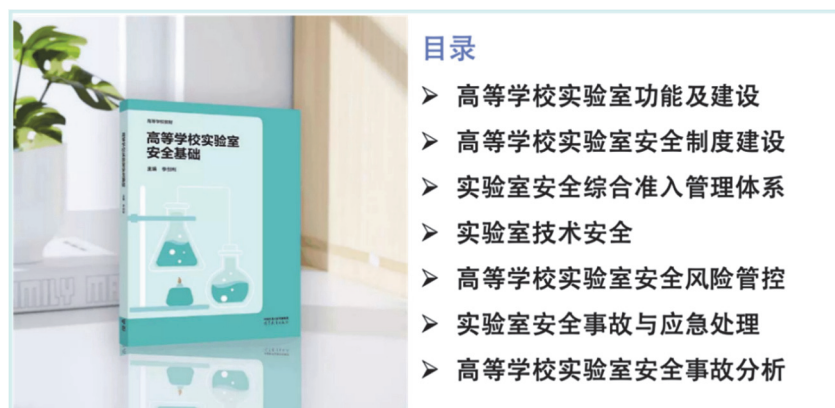 高等学校实验室
安全基础
主编
FAMILY MA
目录
➢ 高等学校实验室功能及建设
➢ 高等学校实验室安全制度建设
➢ 实验室安全综合准入管理体系
➢ 实验室技术安全
➢ 高等学校实验室安全风险管控
➢ 实验室安全事故与应急处理
➢ 高等学校实验室安全事故分析